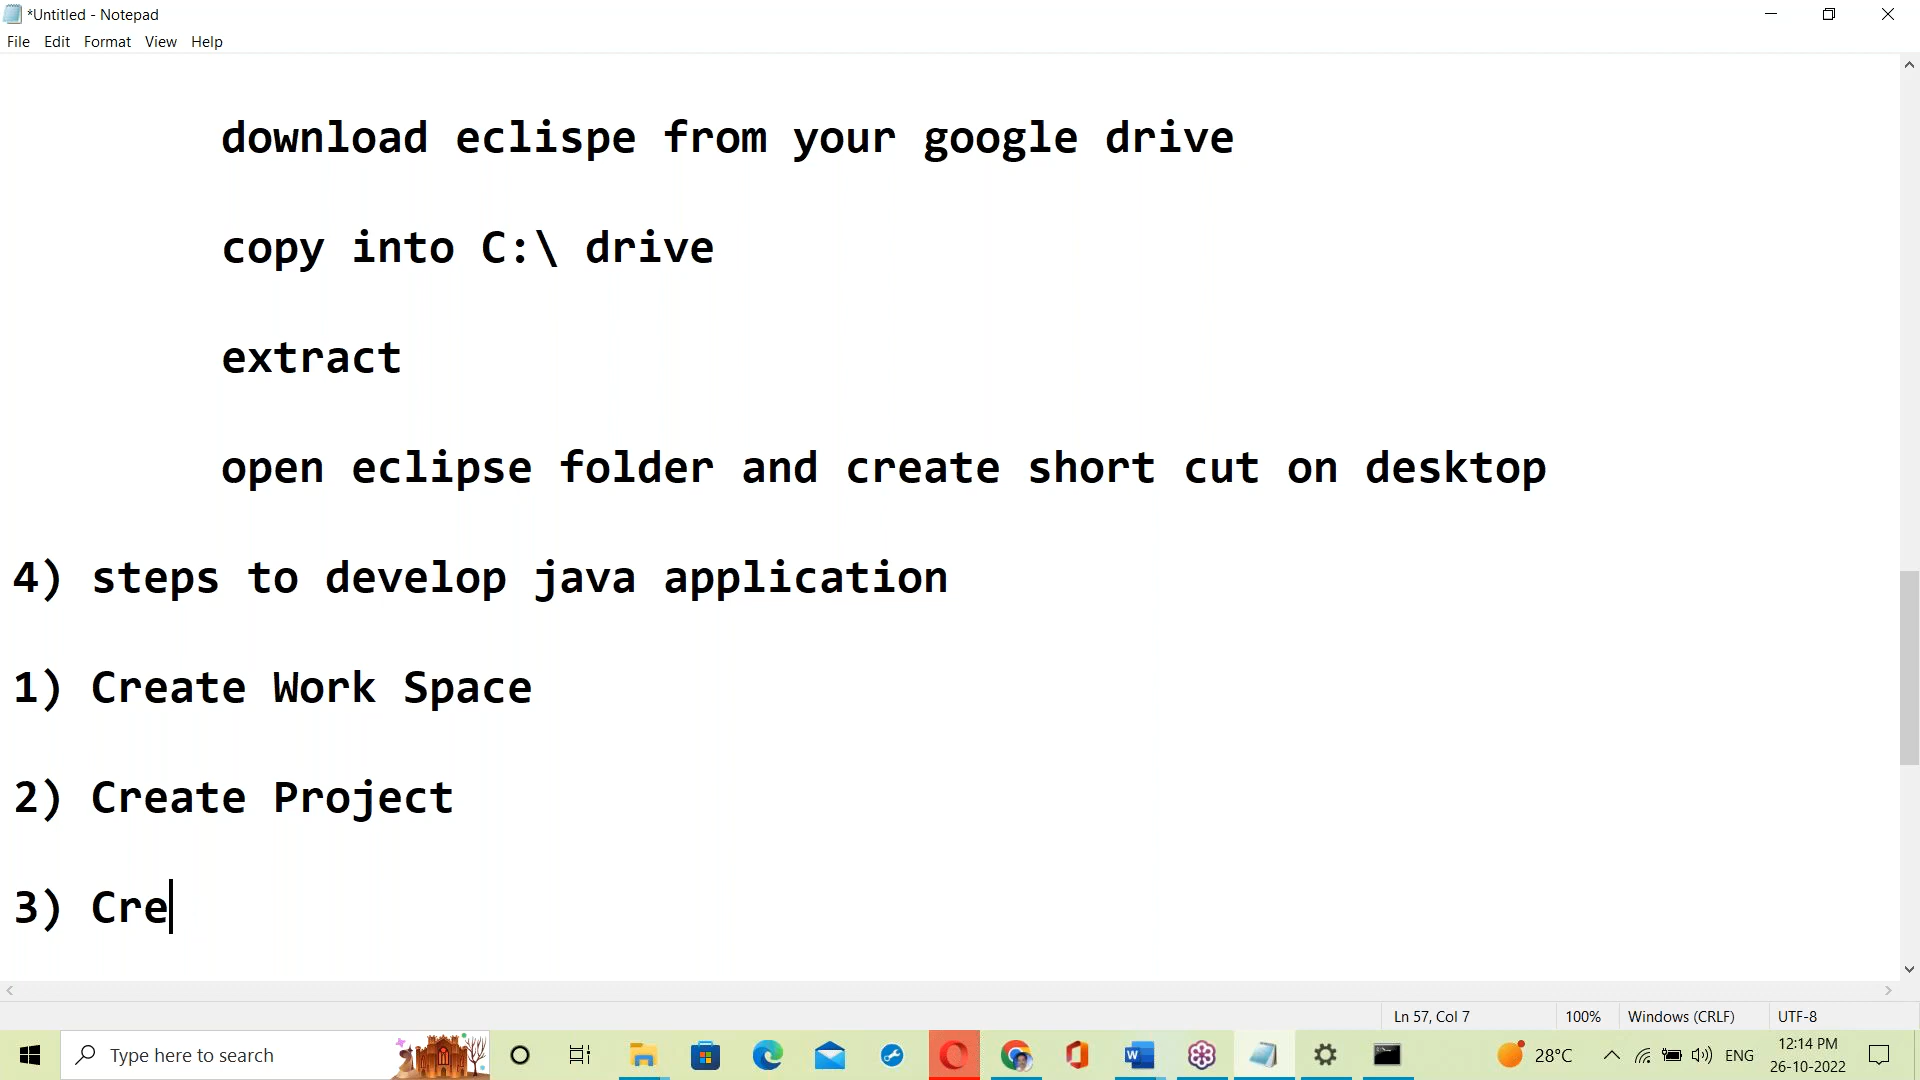 *Untitled - Notepad
File Edit Format View Help
download eclispe from your google drive
copy into C:\ drive
extract
open eclipse folder and create short cut on desktop
4) steps to develop java application
1) Create Work Space
2) Create Project
3) Cre
Ln 57, Col 7 100% Windows (CRLF) UTF-8
Type here to search 28°C ENG 12:14 PM
26-10-2022